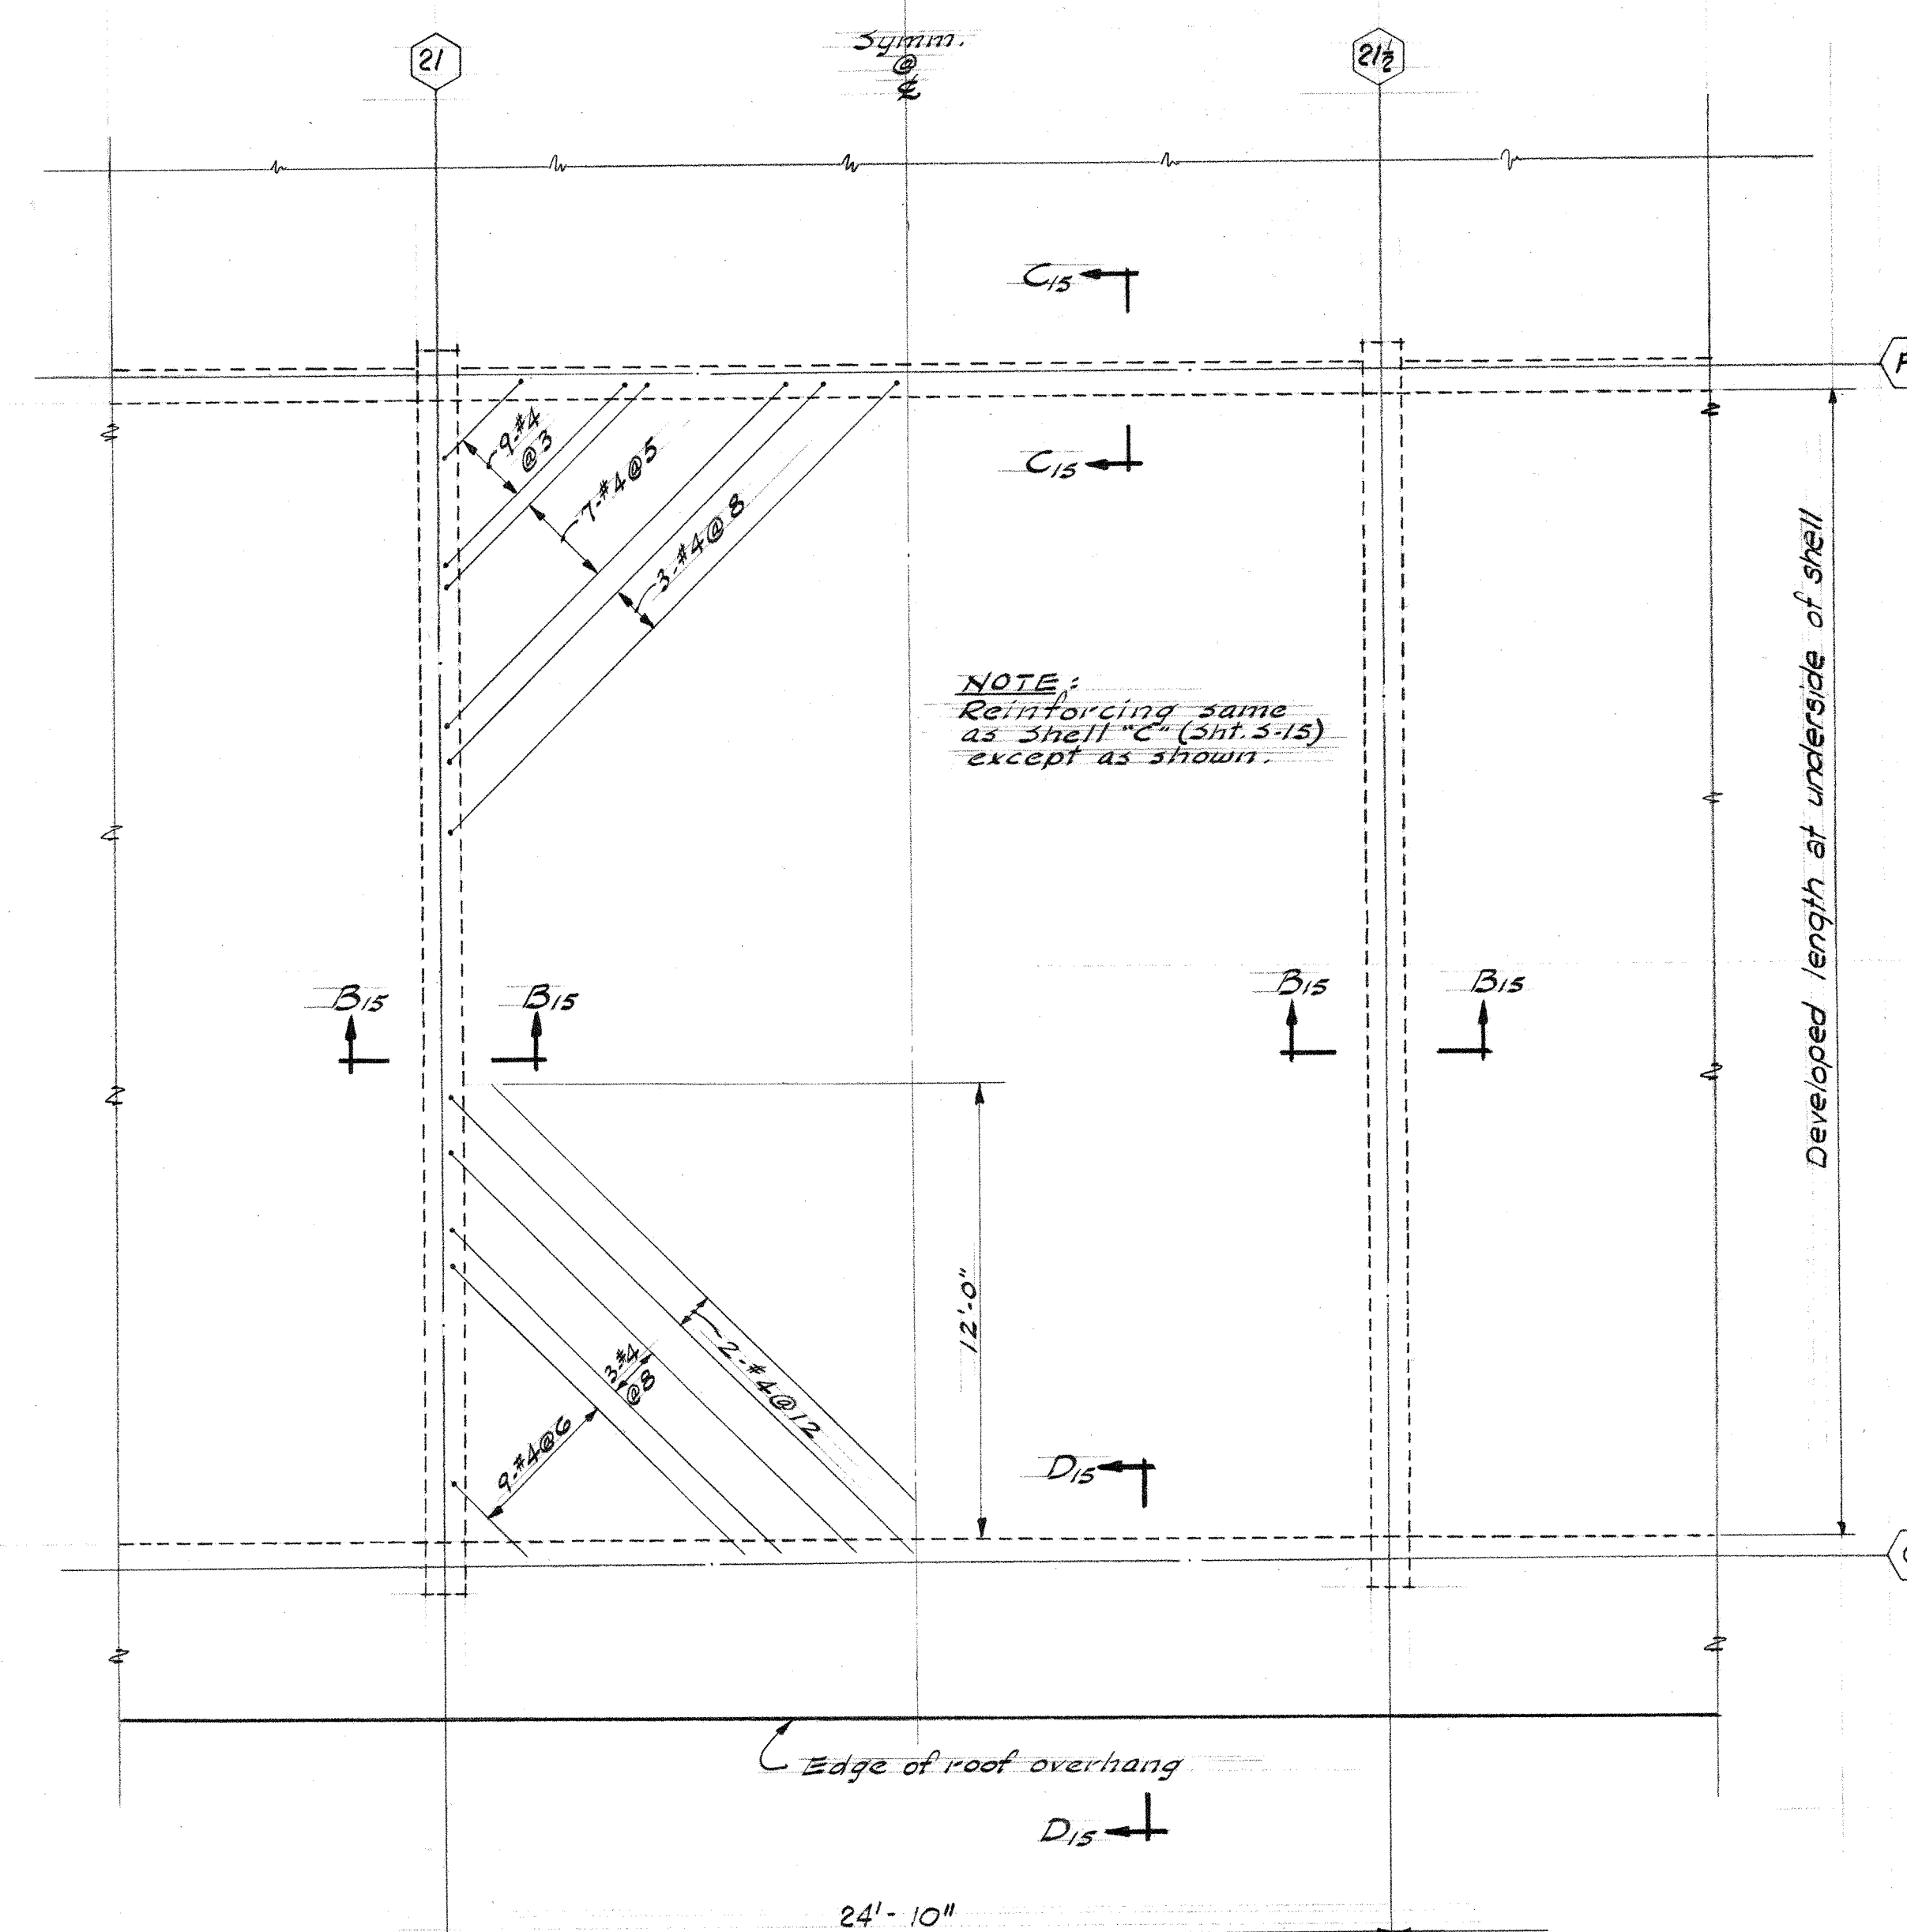 21
Symm.
@
℄
21½
C15
F
C15
9-#4
@3
7-#4@5
3-#4@8
NOTE:
Reinforcing same
as Shell "C" (Sht. S-15)
except as shown.
Developed length at underside of shell
B15
B15
B15
B15
12'-0"
2-#4@12
3-#4
@8
9-#4@6
D15
Edge of roof overhang
D15
24'-10"